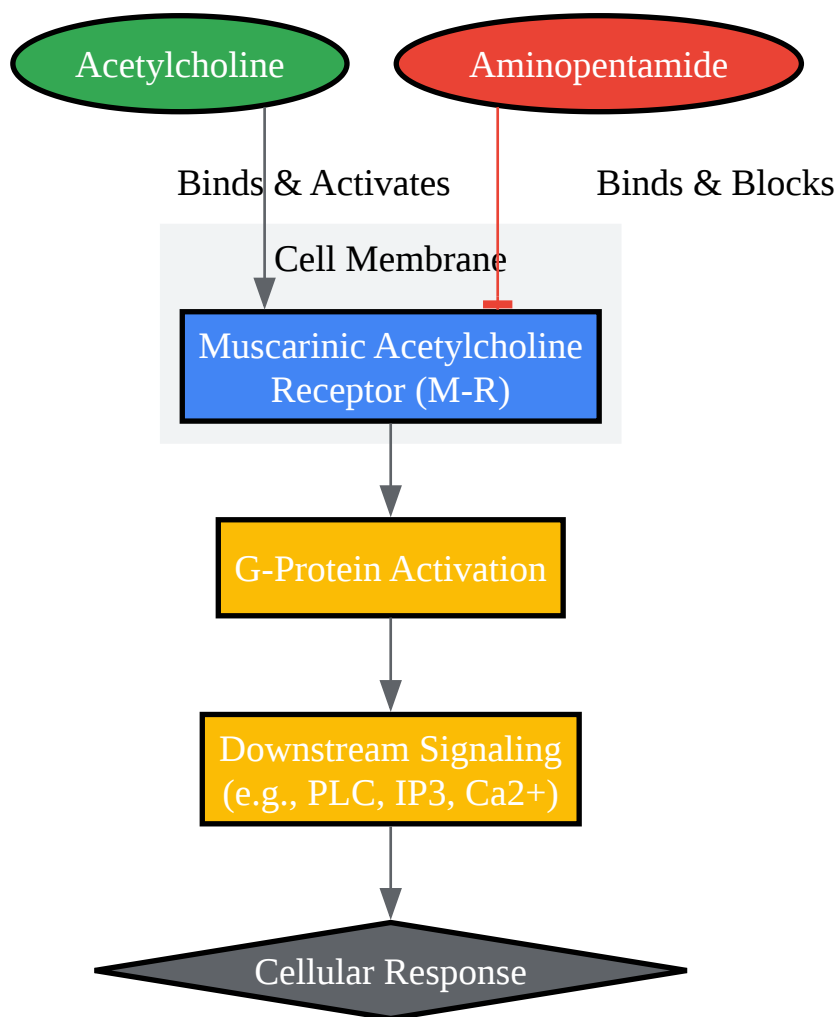 Acetylcholine
Aminopentamide
Binds & Activates
Binds & Blocks
Cell Membrane
Muscarinic Acetylcholine
Receptor (M-R)
G-Protein Activation
Downstream Signaling
(e.g., PLC, IP3, Ca2+)
Cellular Response